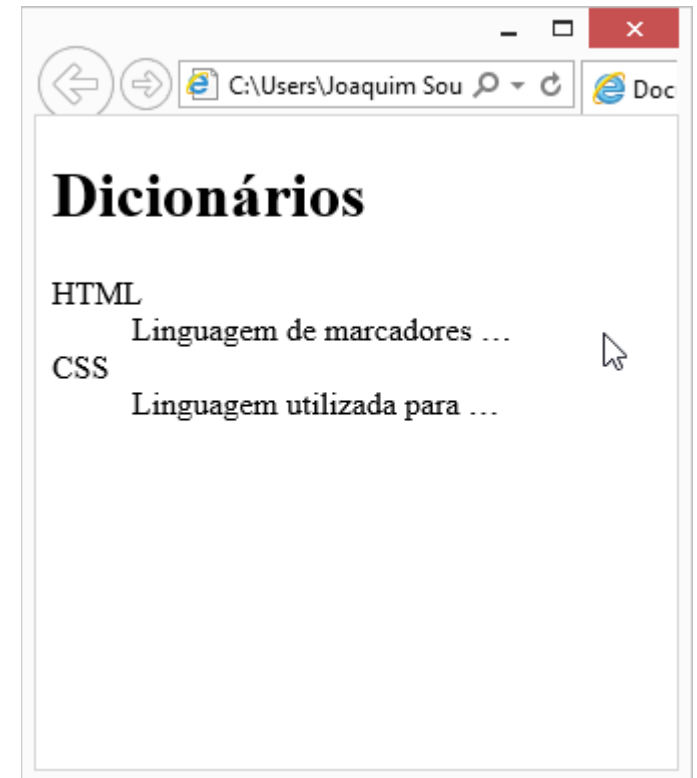 C:\Users\Joaquim Sou
Doc
Dicionários
HTML
Linguagem de marcadores …
CSS
Linguagem utilizada para …